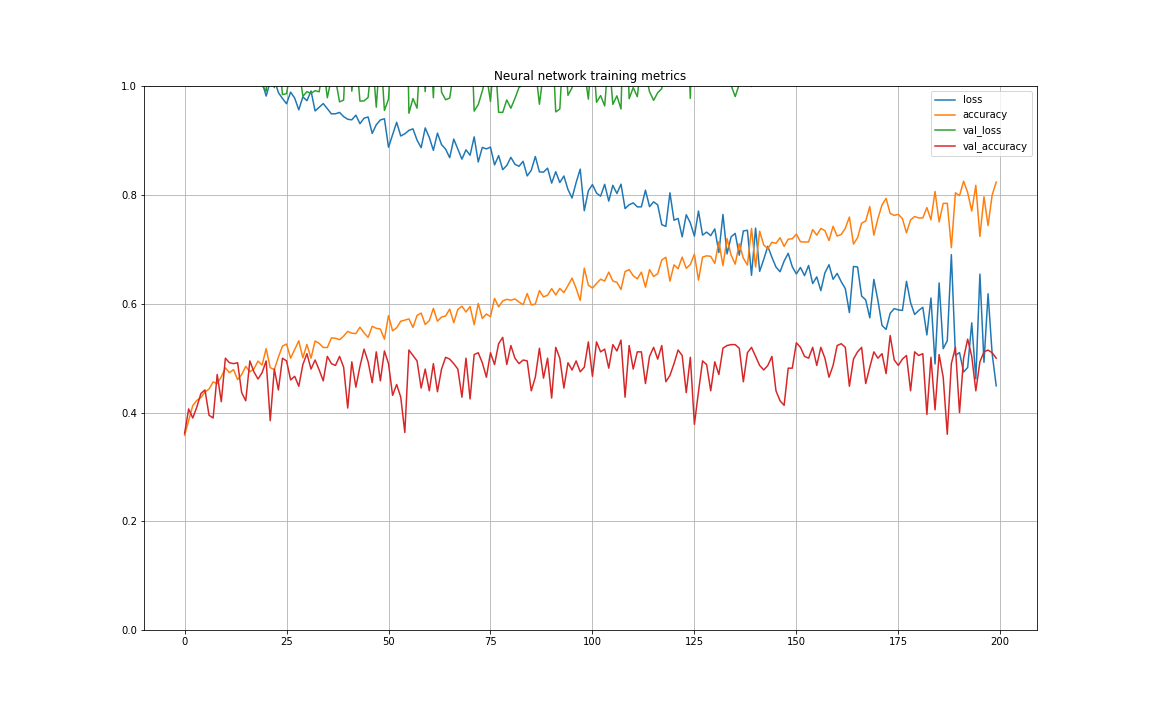 Neural network training metrics
1.0
0.8
0.6
0.4
0.2
0.0
loss
accuracy
val_loss
val_accuracy
0 25 50 75 100 125 150 175 200